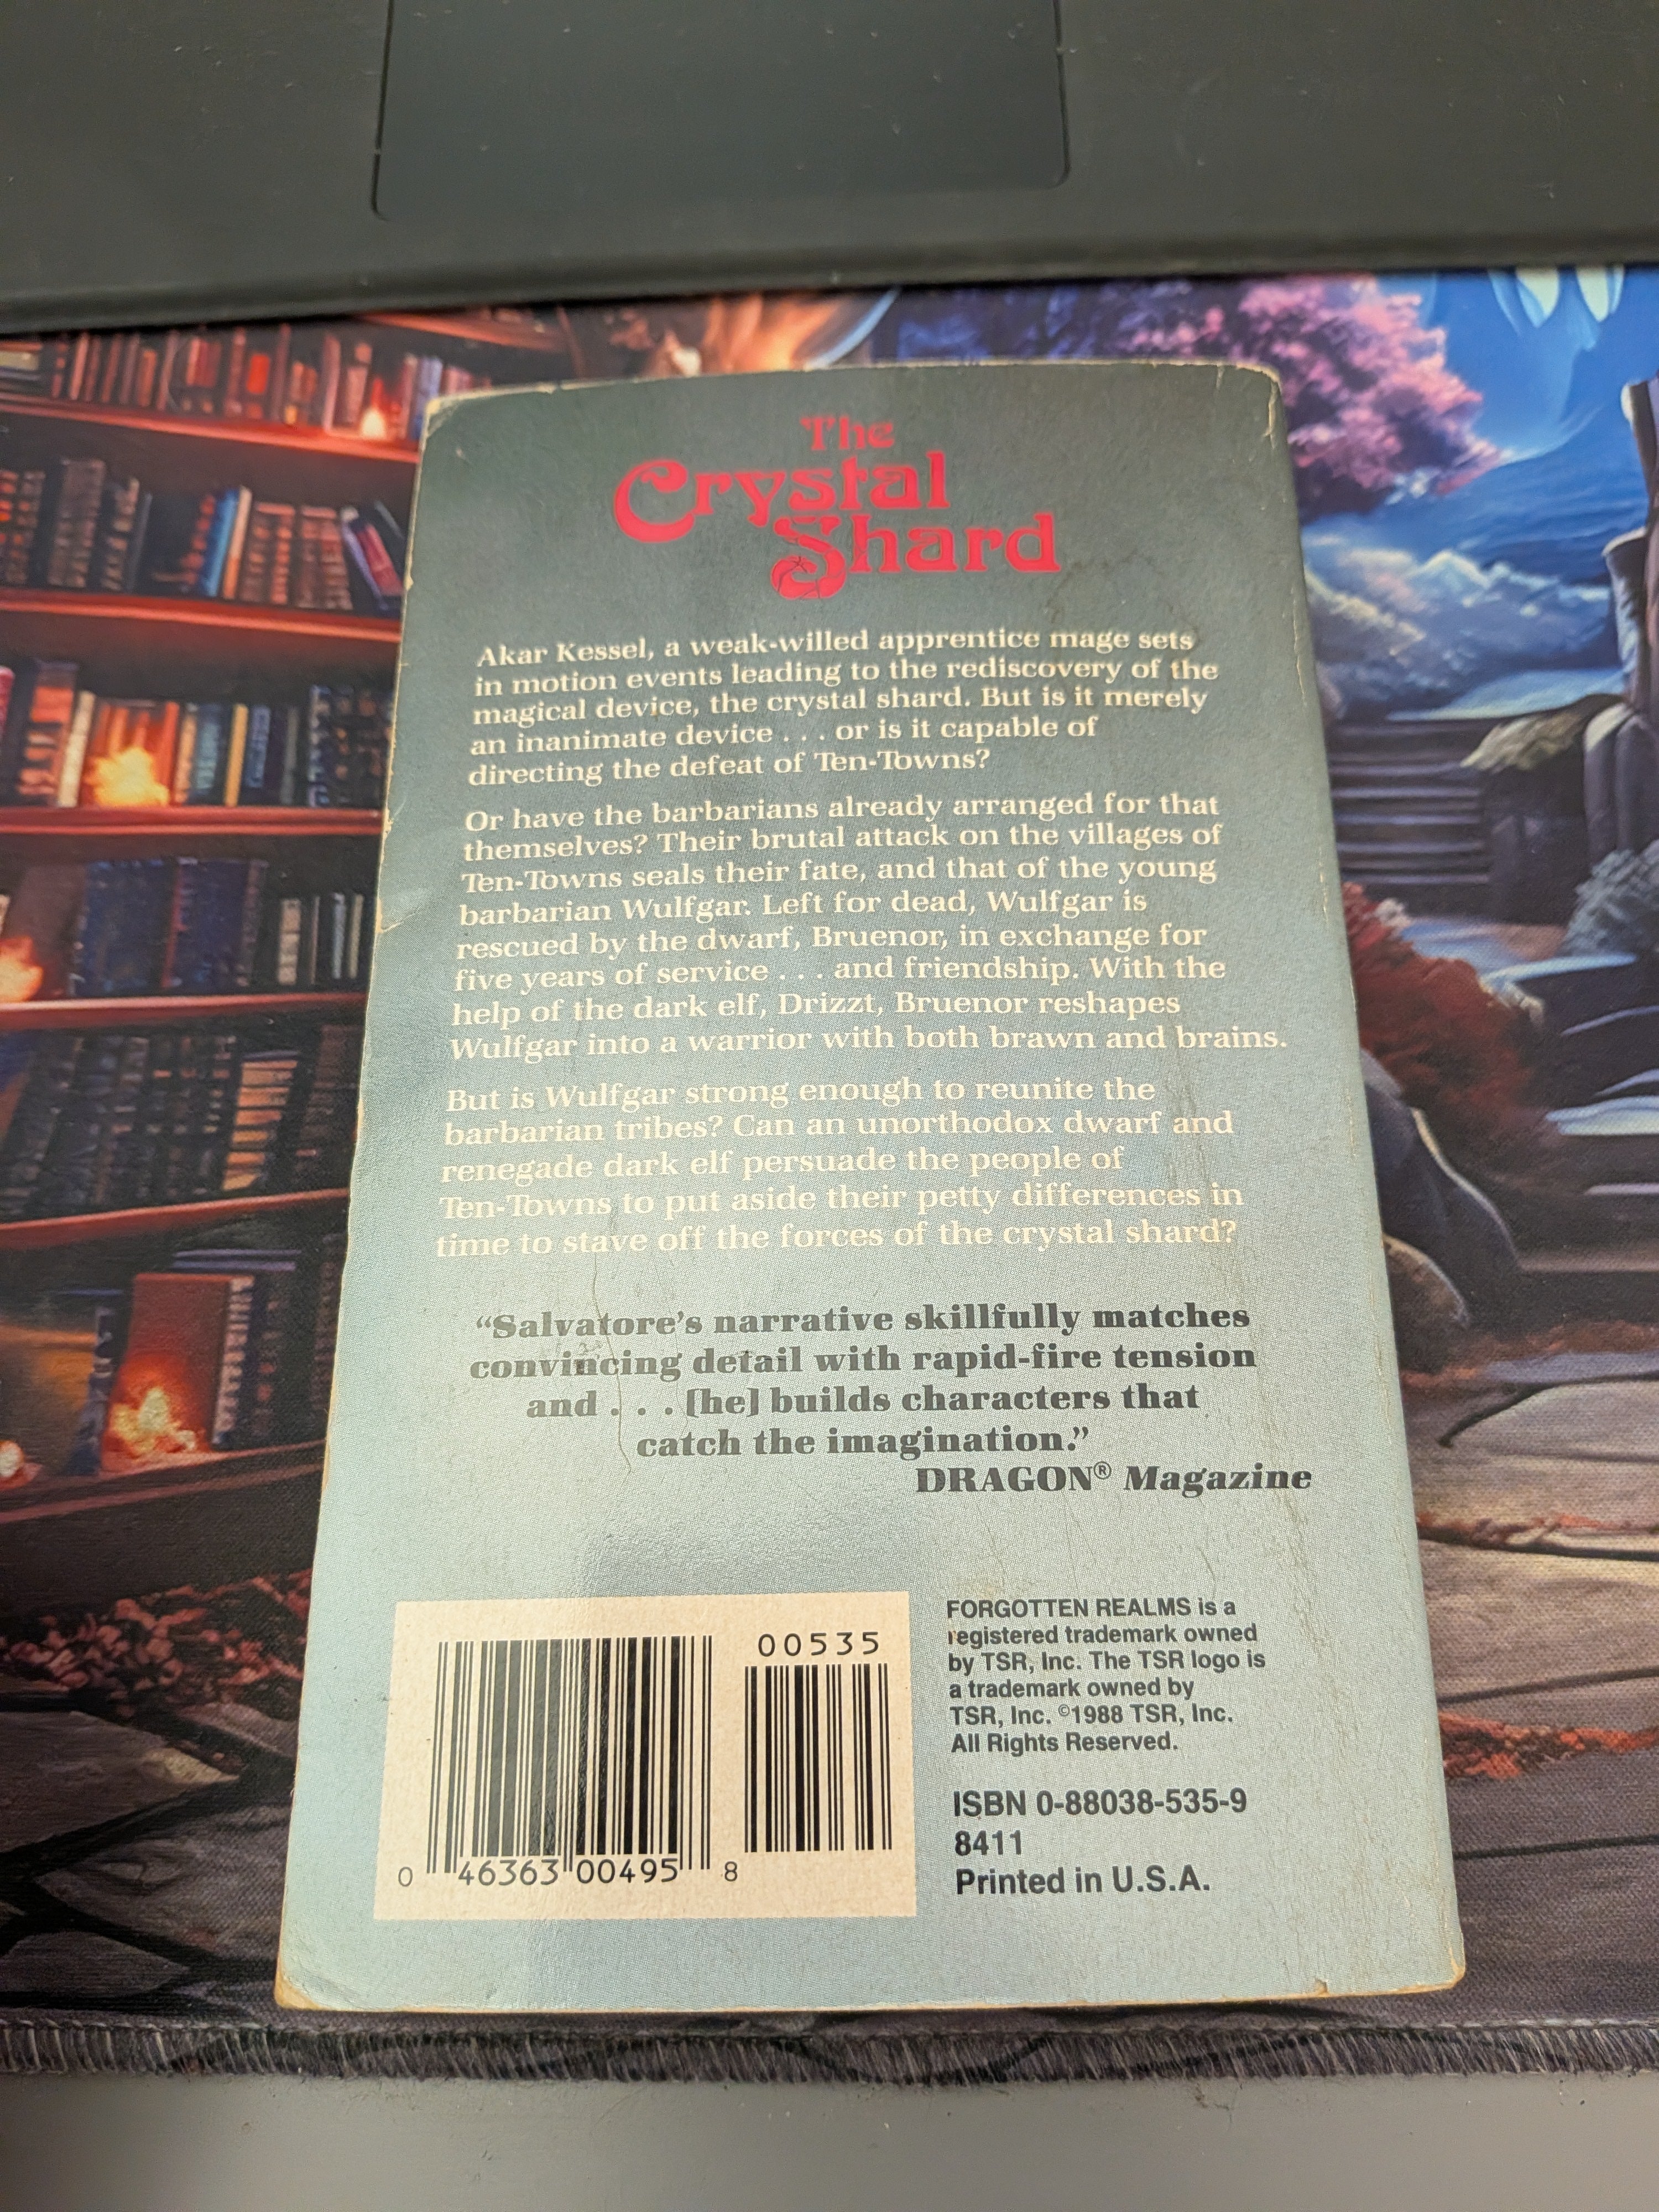 The
Crystal
Shard
Akar Kessel, a weak-willed apprentice mage sets
in motion events leading to the rediscovery of the
magical device, the crystal shard. But is it merely
an inanimate device . . . or is it capable of
directing the defeat of Ten-Towns?
Or have the barbarians already arranged for that
themselves? Their brutal attack on the villages of
Ten-Towns seals their fate, and that of the young
barbarian Wulfgar. Left for dead, Wulfgar is
rescued by the dwarf, Bruenor, in exchange for
five years of service . . . and friendship. With the
help of the dark elf, Drizzt, Bruenor reshapes
Wulfgar into a warrior with both brawn and brains.
But is Wulfgar strong enough to reunite the
barbarian tribes? Can an unorthodox dwarf and
renegade dark elf persuade the people of
Ten-Towns to put aside their petty differences in
time to stave off the forces of the crystal shard?
“Salvatore’s narrative skillfully matches
convincing detail with rapid-fire tension
and . . . [he] builds characters that
catch the imagination.”
DRAGON® Magazine
00535
0 46363 00495 8
FORGOTTEN REALMS is a
registered trademark owned
by TSR, Inc. The TSR logo is
a trademark owned by
TSR, Inc. ©1988 TSR, Inc.
All Rights Reserved.
ISBN 0-88038-535-9
8411
Printed in U.S.A.